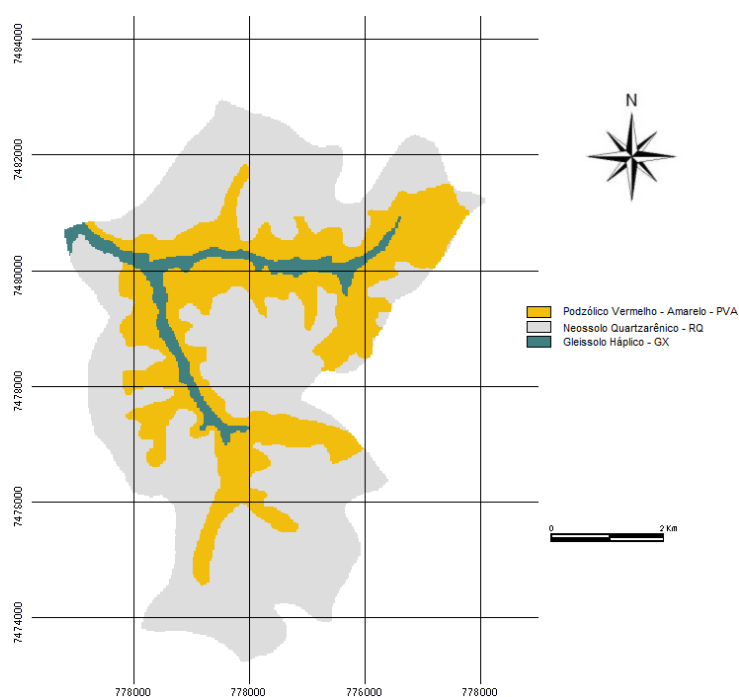 7484000
N
7482000
7480000
Podzólico Vermelho - Amarelo - PVA
Neossolo Quartzarênico - RQ
Gleissolo Háplico - GX
7478000
7478000
0 2 Km
7474000
778000 778000 776000 778000